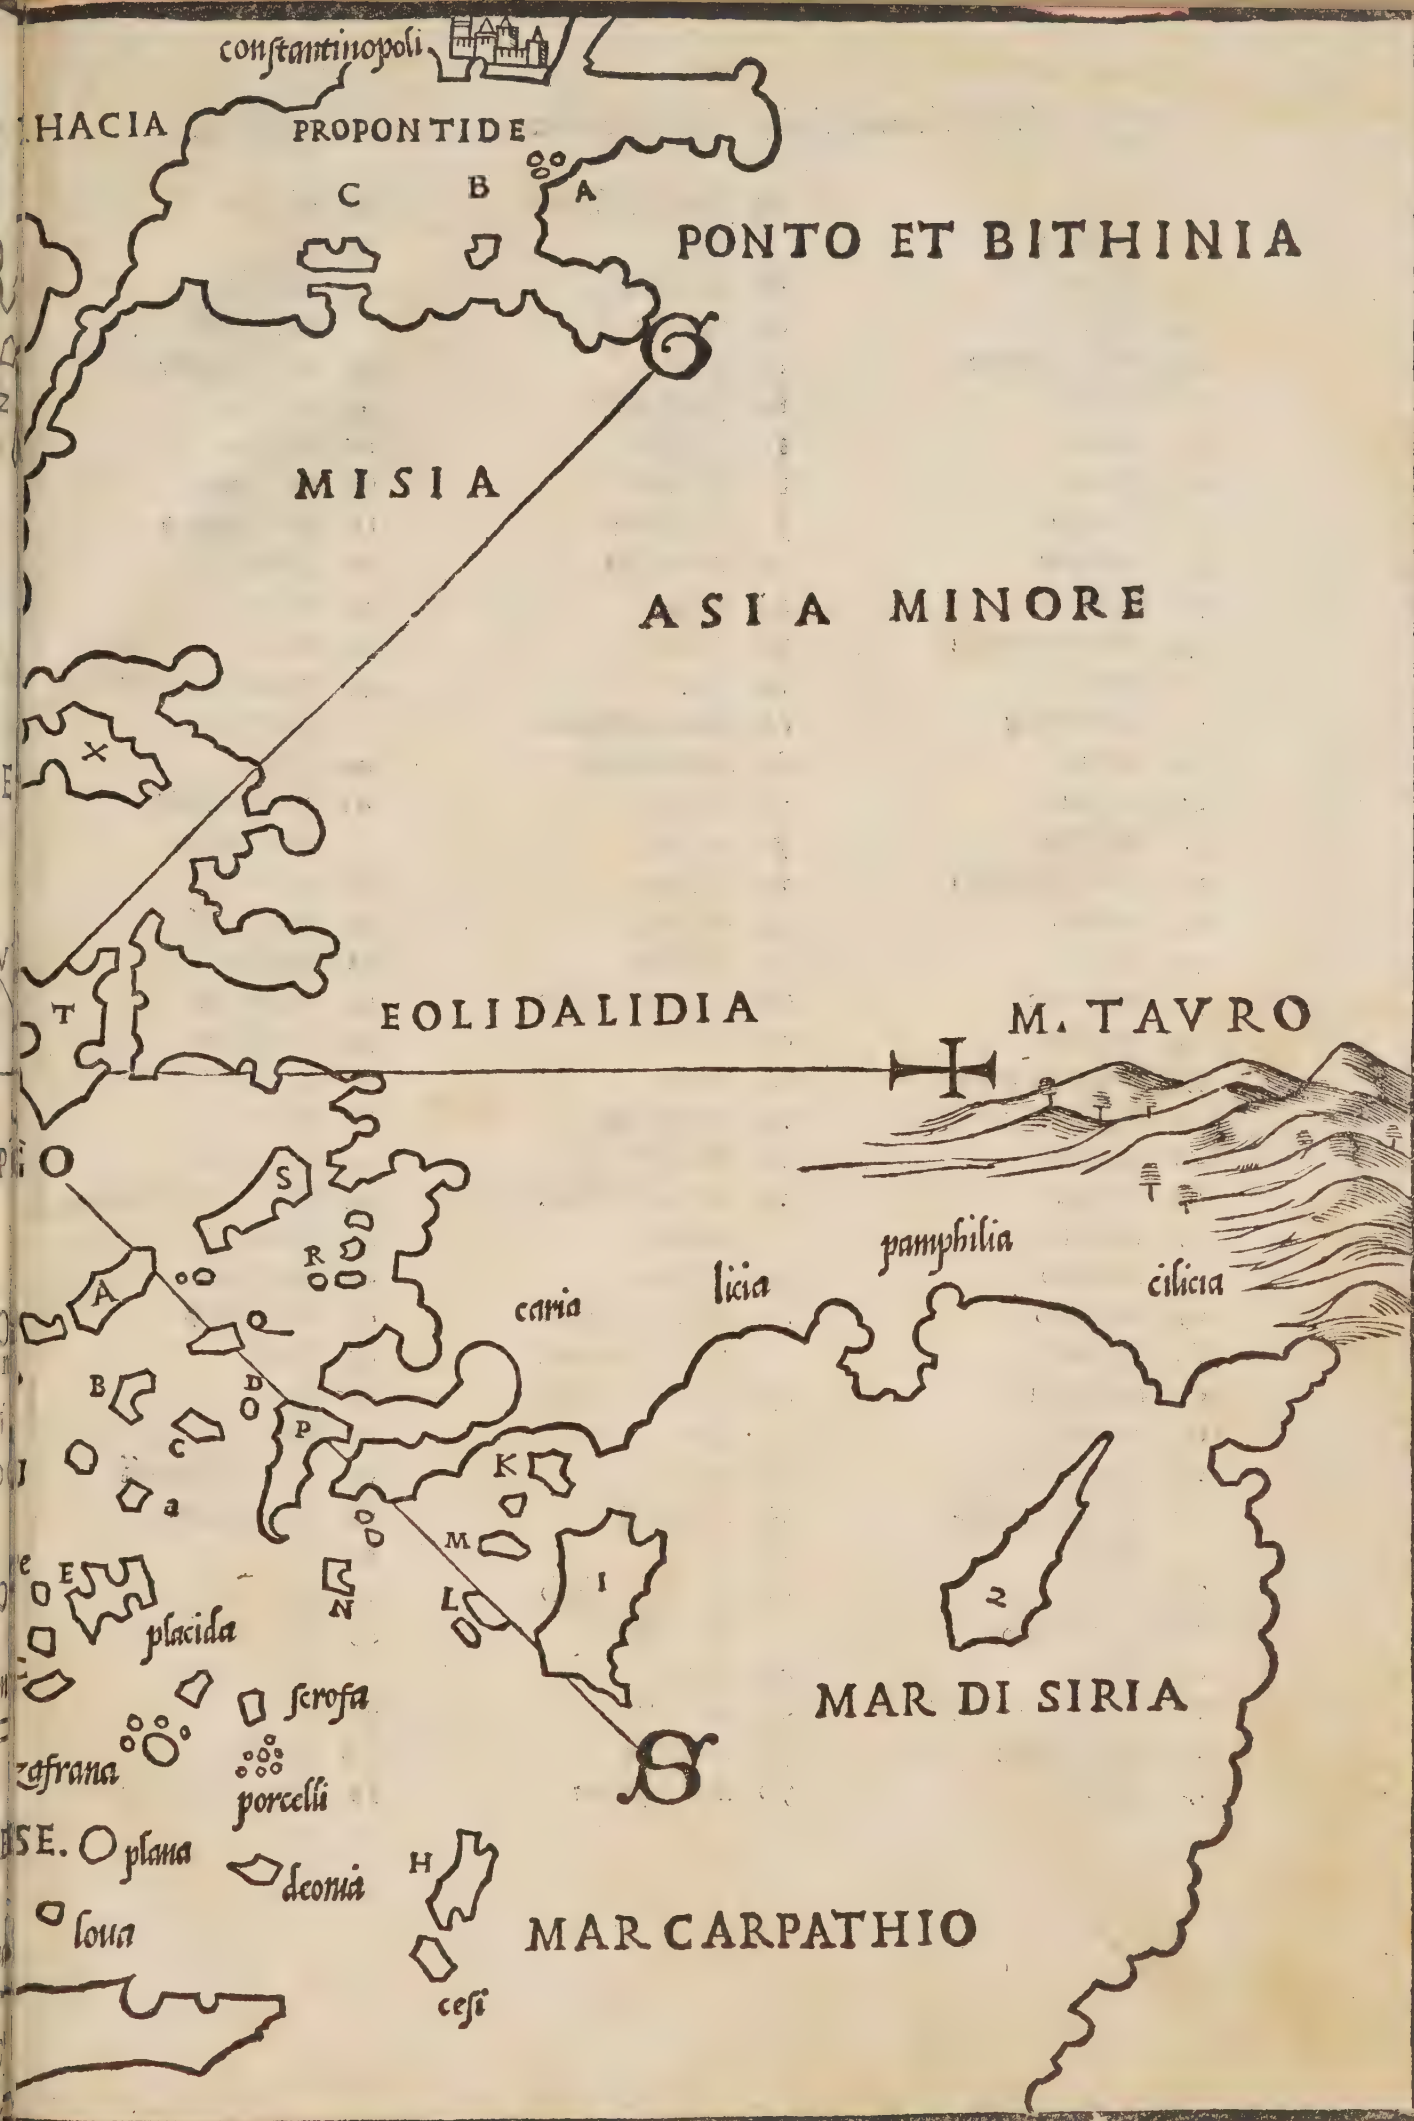 constantinopoli
HACIA
PROPONTIDE
C
B
A
PONTO ET BITHINIA
G
MISIA
ASIA MINORE
X
E
T
EOLIDALIDIA
M. TAVRO
O
S
R
A
pamphilia
licia
cilicia
caria
Q
B
D
C
P
K
a
M
e
E
1
2
N
L
placida
scrofa
MAR DI SIRIA
S
zafrana
porcelli
SE.
plana
H
deonia
loua
MAR CARPATHIO
cesi